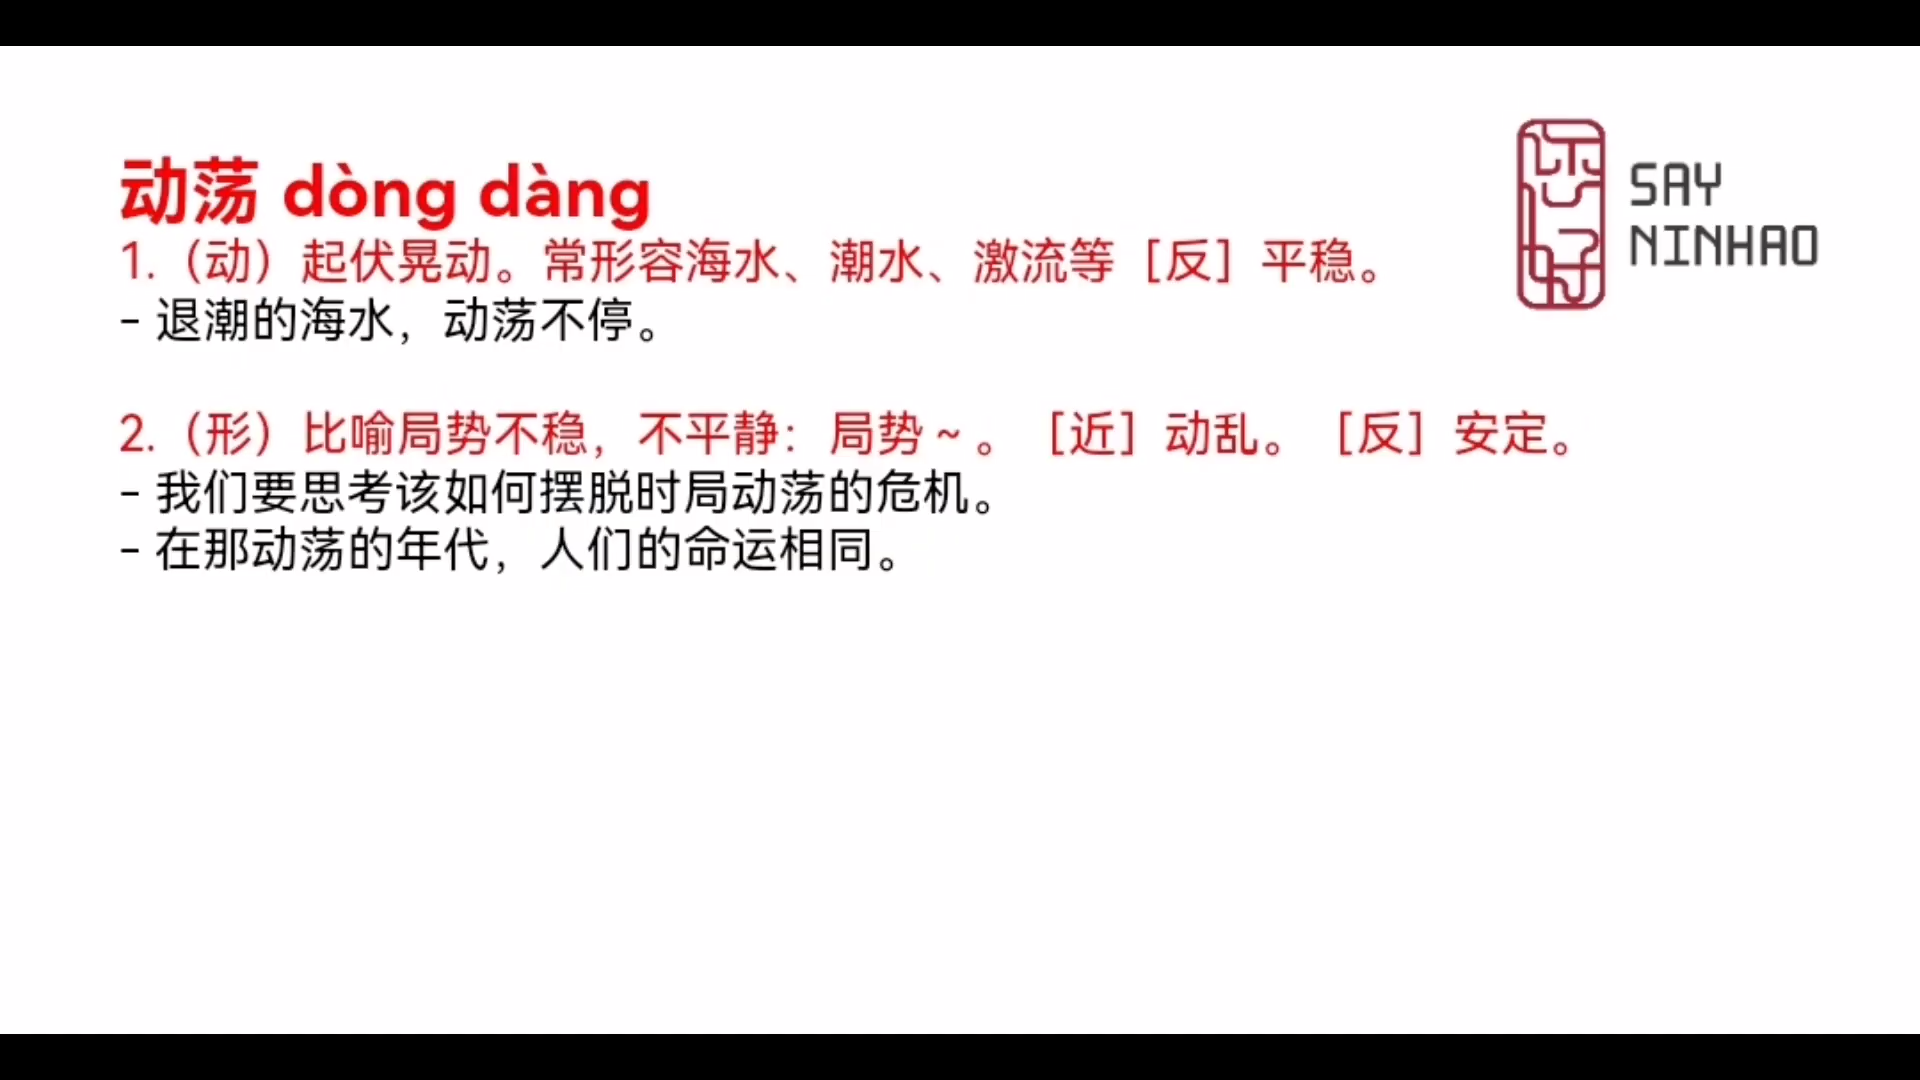 动荡 dòng dàng
1.（动）起伏晃动。常形容海水、潮水、激流等［反］平稳。
– 退潮的海水，动荡不停。
2.（形）比喻局势不稳，不平静：局势～。［近］动乱。［反］安定。
– 我们要思考该如何摆脱时局动荡的危机。
– 在那动荡的年代，人们的命运相同。
您好
SAY
NINHAO